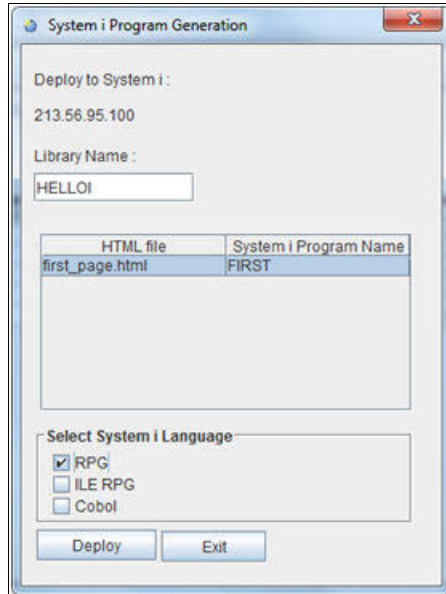 System i Program Generation
Deploy to System i :
213.56.95.100
Library Name :
HELLOI
HTML file System i Program Name
first_page.html FIRST
Select System i Language
RPG
ILE RPG
Cobol
Deploy Exit